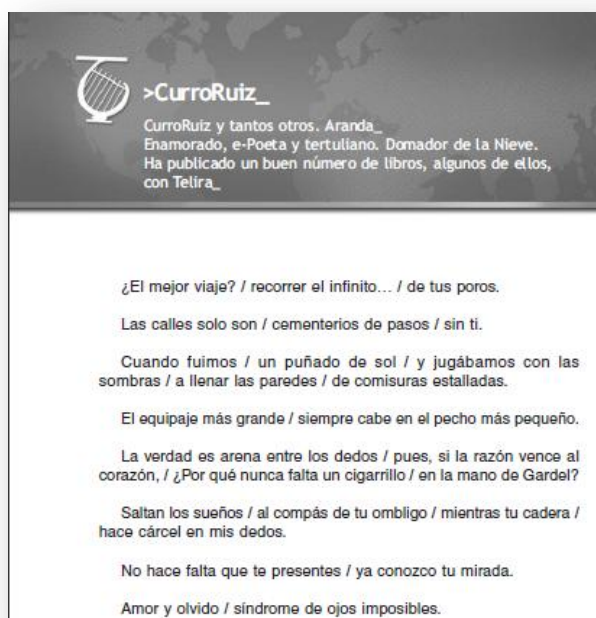 >CurroRuiz_
CurroRuiz y tantos otros. Aranda_
Enamorado, e-Poeta y tertuliano. Domador de la Nieve.
Ha publicado un buen número de libros, algunos de ellos,
con Telira_
¿El mejor viaje? / recorrer el infinito… / de tus poros.
Las calles solo son / cementerios de pasos / sin ti.
Cuando fuimos / un puñado de sol / y jugábamos con las
sombras / a llenar las paredes / de comisuras estalladas.
El equipaje más grande / siempre cabe en el pecho más pequeño.
La verdad es arena entre los dedos / pues, si la razón vence al
corazón, / ¿Por qué nunca falta un cigarrillo / en la mano de Gardel?
Saltan los sueños / al compás de tu ombligo / mientras tu cadera /
hace cárcel en mis dedos.
No hace falta que te presentes / ya conozco tu mirada.
Amor y olvido / síndrome de ojos imposibles.